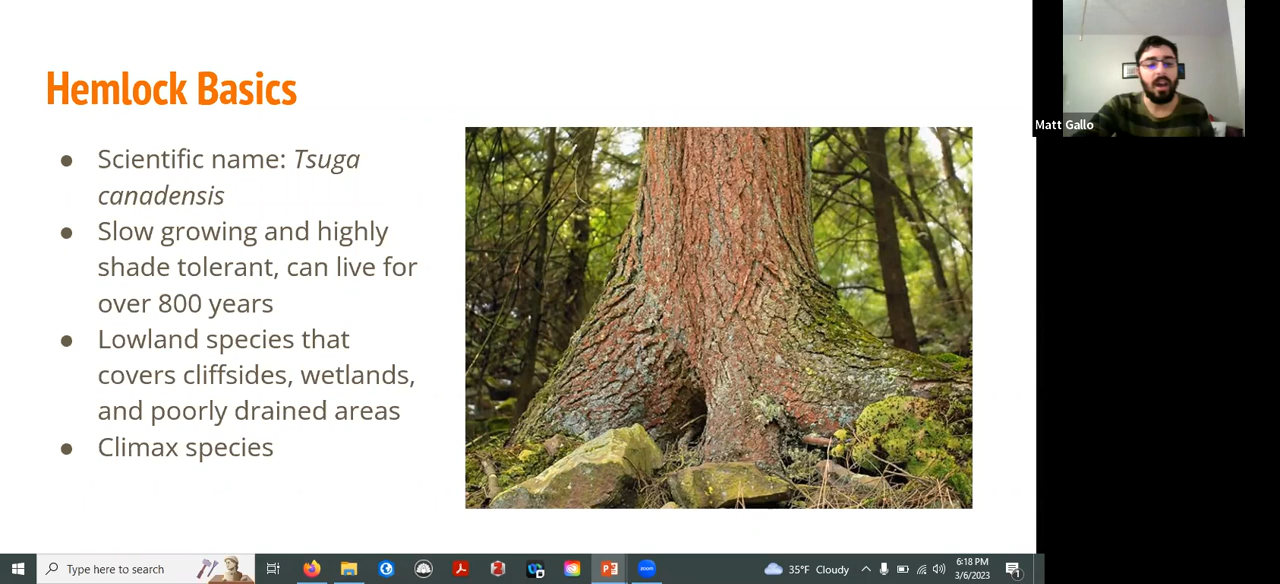 Hemlock Basics
● Scientific name: Tsuga
canadensis
● Slow growing and highly
shade tolerant, can live for
over 800 years
● Lowland species that
covers cliffsides, wetlands,
and poorly drained areas
● Climax species
Matt Gallo
Type here to search
zoom
35°F Cloudy
6:18 PM
3/6/2023
1